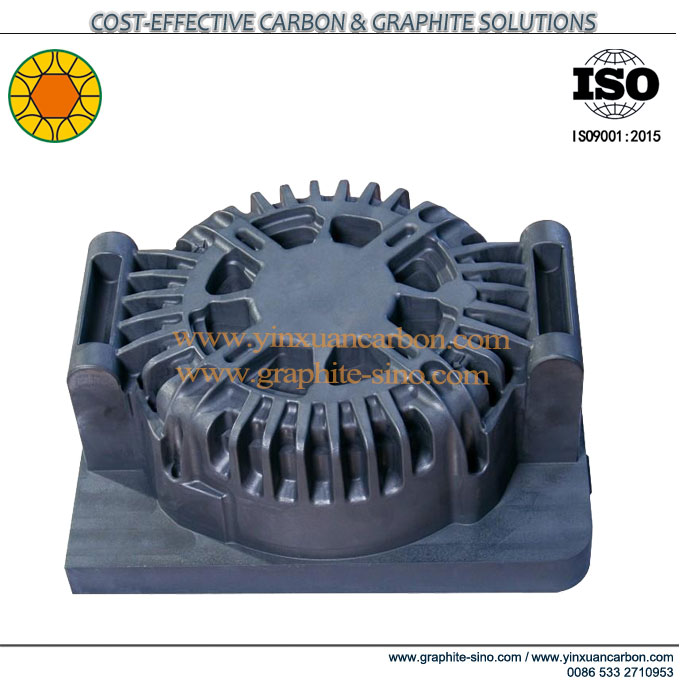 COST-EFFECTIVE CARBON & GRAPHITE SOLUTIONS
ISO
ISO9001:2015
www.yinxuancarbon.com
www.graphite-sino.com
www.graphite-sino.com / www.yinxuancarbon.com
0086 533 2710953